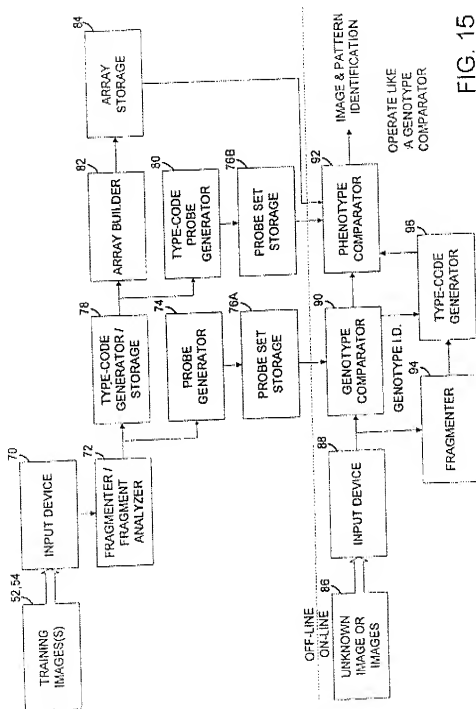 52,54
TRAINING
IMAGES(S)
70
INPUT DEVICE
72
FRAGMENTER /
FRAGMENT
ANALYZER
78
TYPE-CODE
GENERATOR/
STORAGE
74
PROBE
GENERATOR
76A
PROBE SET
STORAGE
82
ARRAY BUILDER
80
TYPE-CODE
PROBE
GENERATOR
76B
PROBE SET
STORAGE
84
ARRAY
STORAGE
OFF-LINE
ON-LINE
86
UNKNOWN
IMAGE OR
IMAGES
88
INPUT DEVICE
90
GENOTYPE
COMPARATOR
GENOTYPE I.D.
92
PHENOTYPE
COMPARATOR
IMAGE & PATTERN
IDENTIFICATION
OPERATE LIKE
A GENOTYPE
COMPARATOR
94
FRAGMENTER
96
TYPE-CODE
GENERATOR
FIG. 15